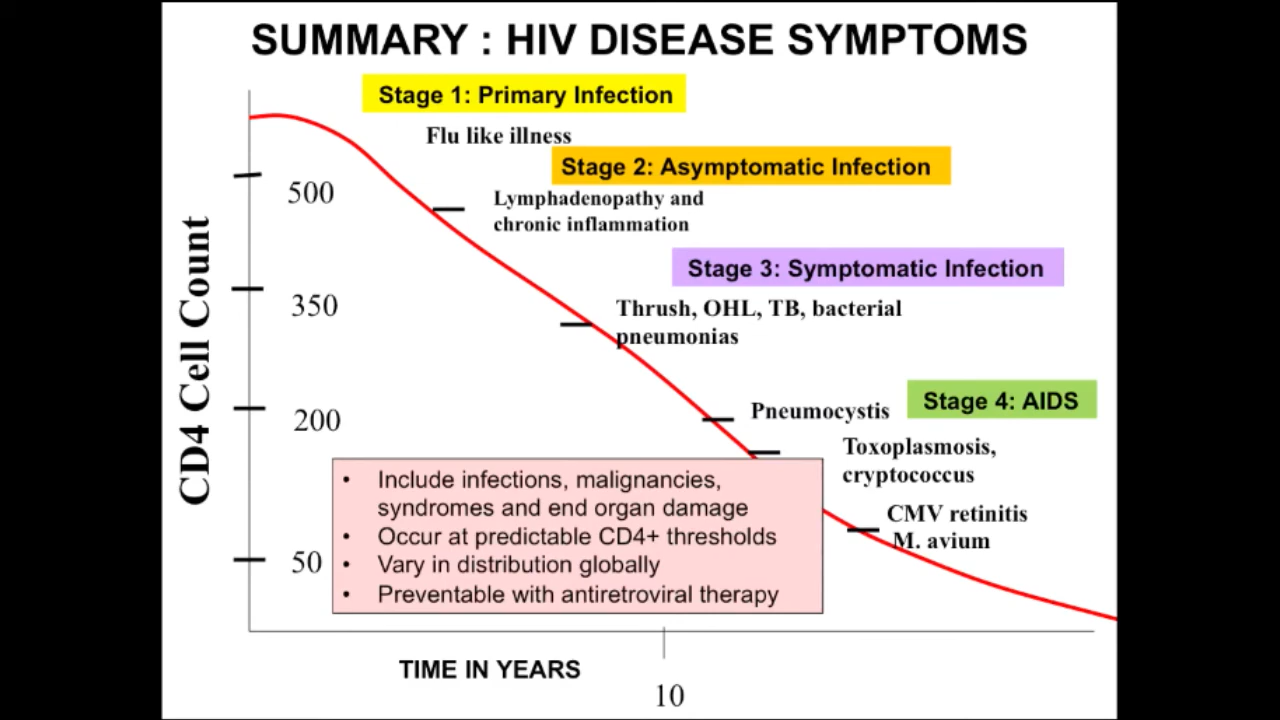 SUMMARY : HIV DISEASE SYMPTOMS
Stage 1: Primary Infection
Flu like illness
Stage 2: Asymptomatic Infection
500
Lymphadenopathy and
chronic inflammation
Stage 3: Symptomatic Infection
350
Thrush, OHL, TB, bacterial
pneumonias
CD4 Cell Count
200
Pneumocystis
Stage 4: AIDS
Toxoplasmosis,
cryptococcus
• Include infections, malignancies,
syndromes and end organ damage
• Occur at predictable CD4+ thresholds
• Vary in distribution globally
• Preventable with antiretroviral therapy
CMV retinitis
M. avium
50
TIME IN YEARS
10